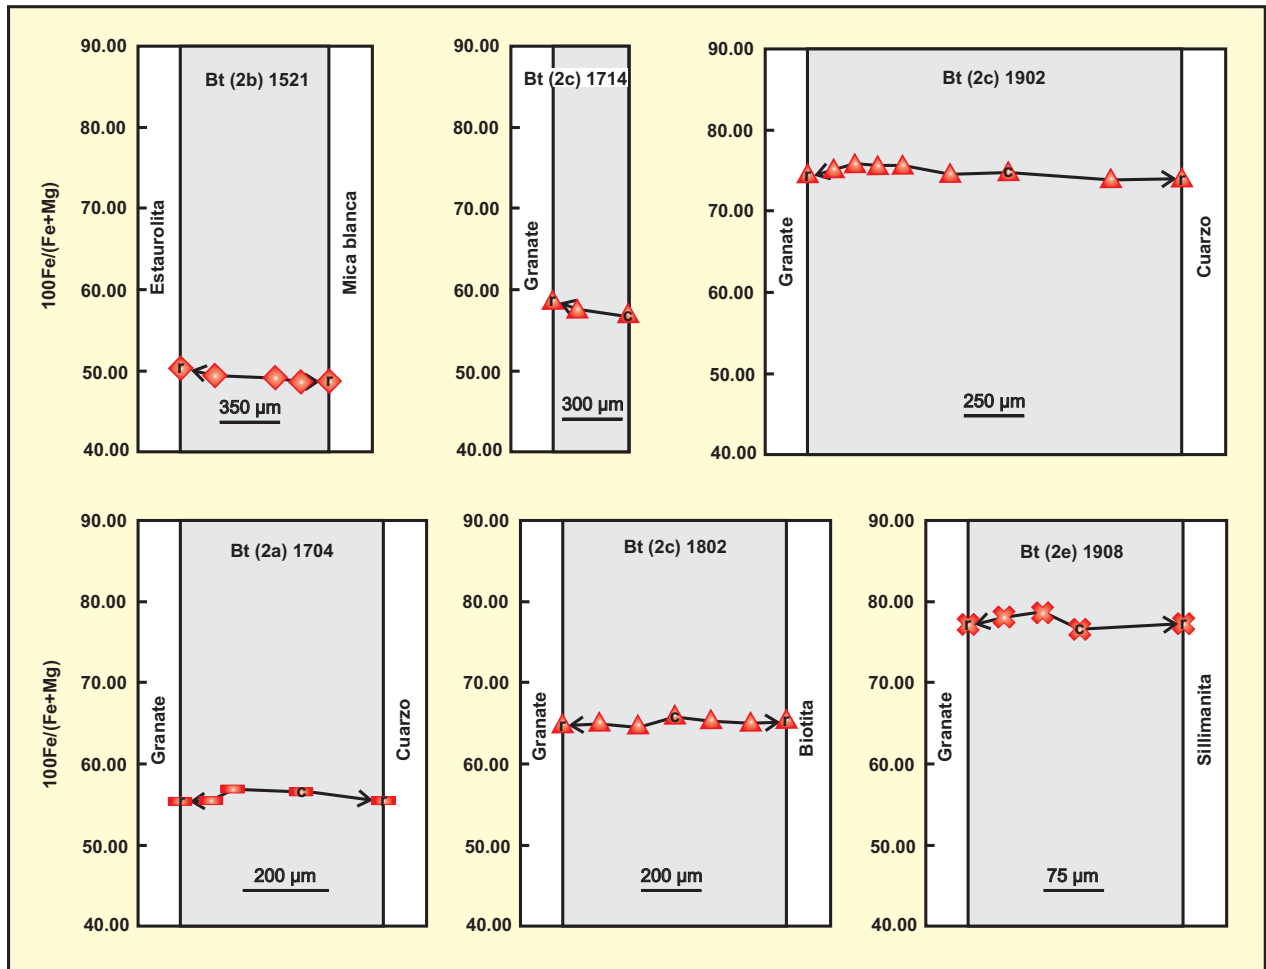 90.00
80.00
70.00
60.00
50.00
40.00
100Fe/(Fe+Mg)
Estaurolita
Bt (2b) 1521
r
r
350 µm
Mica blanca
90.00
80.00
70.00
60.00
50.00
40.00
Granate
Bt (2c) 1714
r
c
300 µm
90.00
80.00
70.00
60.00
50.00
40.00
Granate
Bt (2c) 1902
r
c
r
250 µm
Cuarzo
90.00
80.00
70.00
60.00
50.00
40.00
100Fe/(Fe+Mg)
Granate
Bt (2a) 1704
r
c
r
200 µm
Cuarzo
90.00
80.00
70.00
60.00
50.00
40.00
Granate
Bt (2c) 1802
r
c
r
200 µm
Biotita
90.00
80.00
70.00
60.00
50.00
40.00
Granate
Bt (2e) 1908
r
c
r
75 µm
Sillimanita